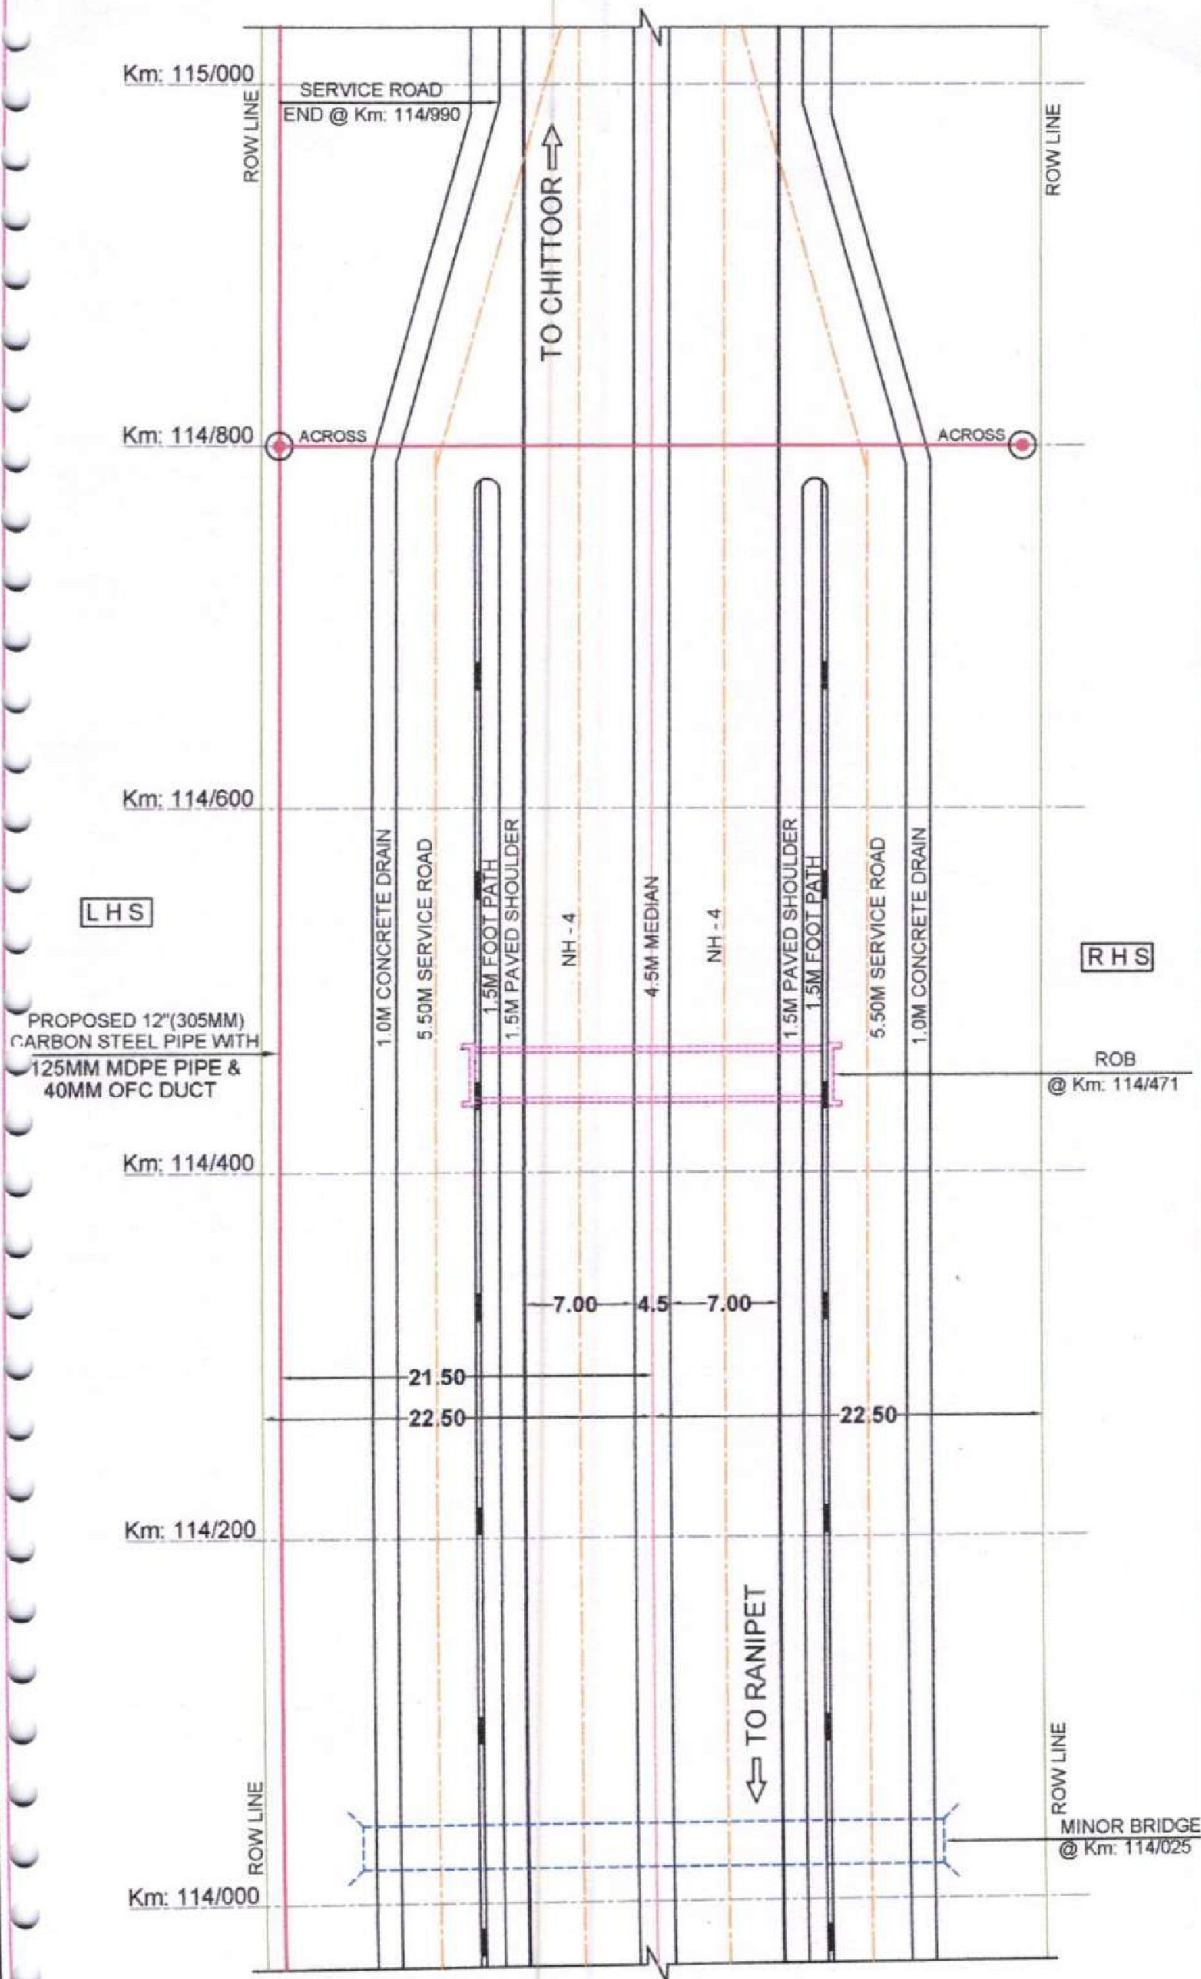 Km: 115/000
SERVICE ROAD
END @ Km: 114/990
ROW LINE
ROW LINE
TO CHITTOOR
Km: 114/800
ACROSS
ACROSS
Km: 114/600
1.0M CONCRETE DRAIN
5.50M SERVICE ROAD
1.5M FOOT PATH
1.5M PAVED SHOULDER
NH - 4
4.5M MEDIAN
NH - 4
1.5M PAVED SHOULDER
1.5M FOOT PATH
5.50M SERVICE ROAD
1.0M CONCRETE DRAIN
LHS
RHS
PROPOSED 12"(305MM)
CARBON STEEL PIPE WITH
125MM MDPE PIPE &
40MM OFC DUCT
ROB
@ Km: 114/471
Km: 114/400
7.00
4.5
7.00
21.50
22.50
22.50
Km: 114/200
TO RANIPET
ROW LINE
ROW LINE
MINOR BRIDGE
@ Km: 114/025
Km: 114/000